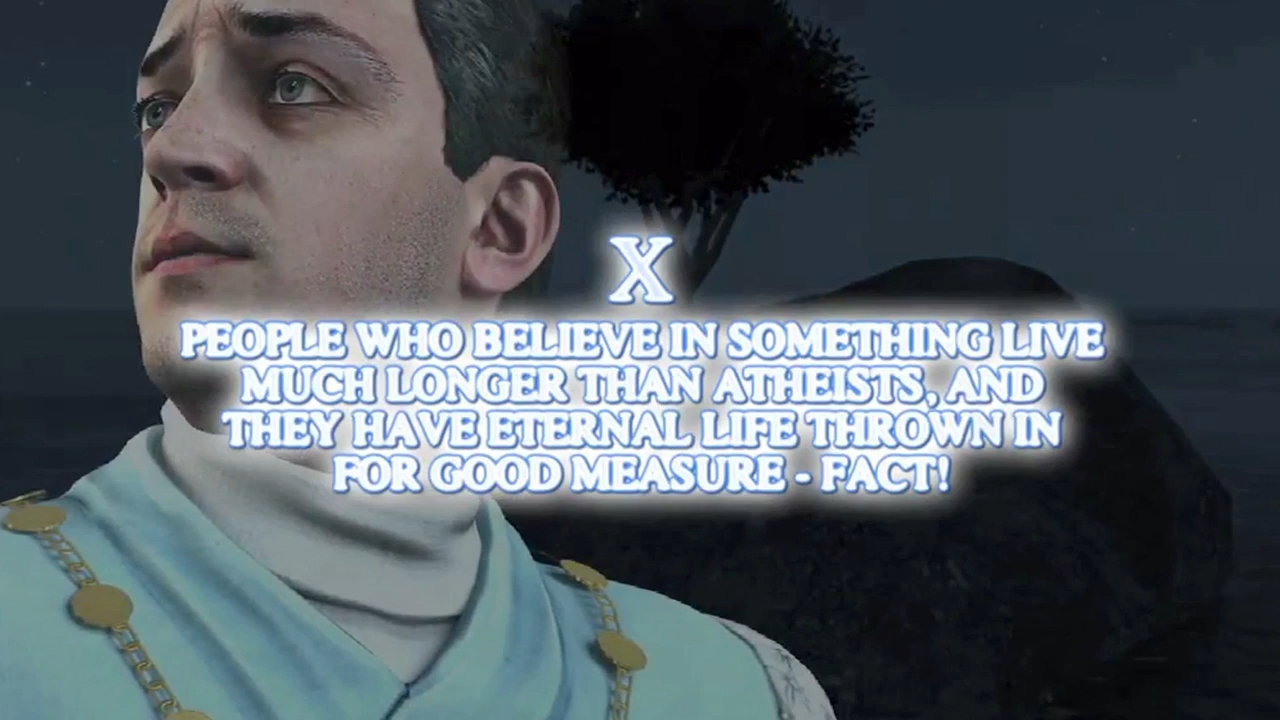 X
PEOPLE WHO BELIEVE IN SOMETHING LIVE
MUCH LONGER THAN ATHEISTS, AND
THEY HAVE ETERNAL LIFE THROWN IN
FOR GOOD MEASURE - FACT!